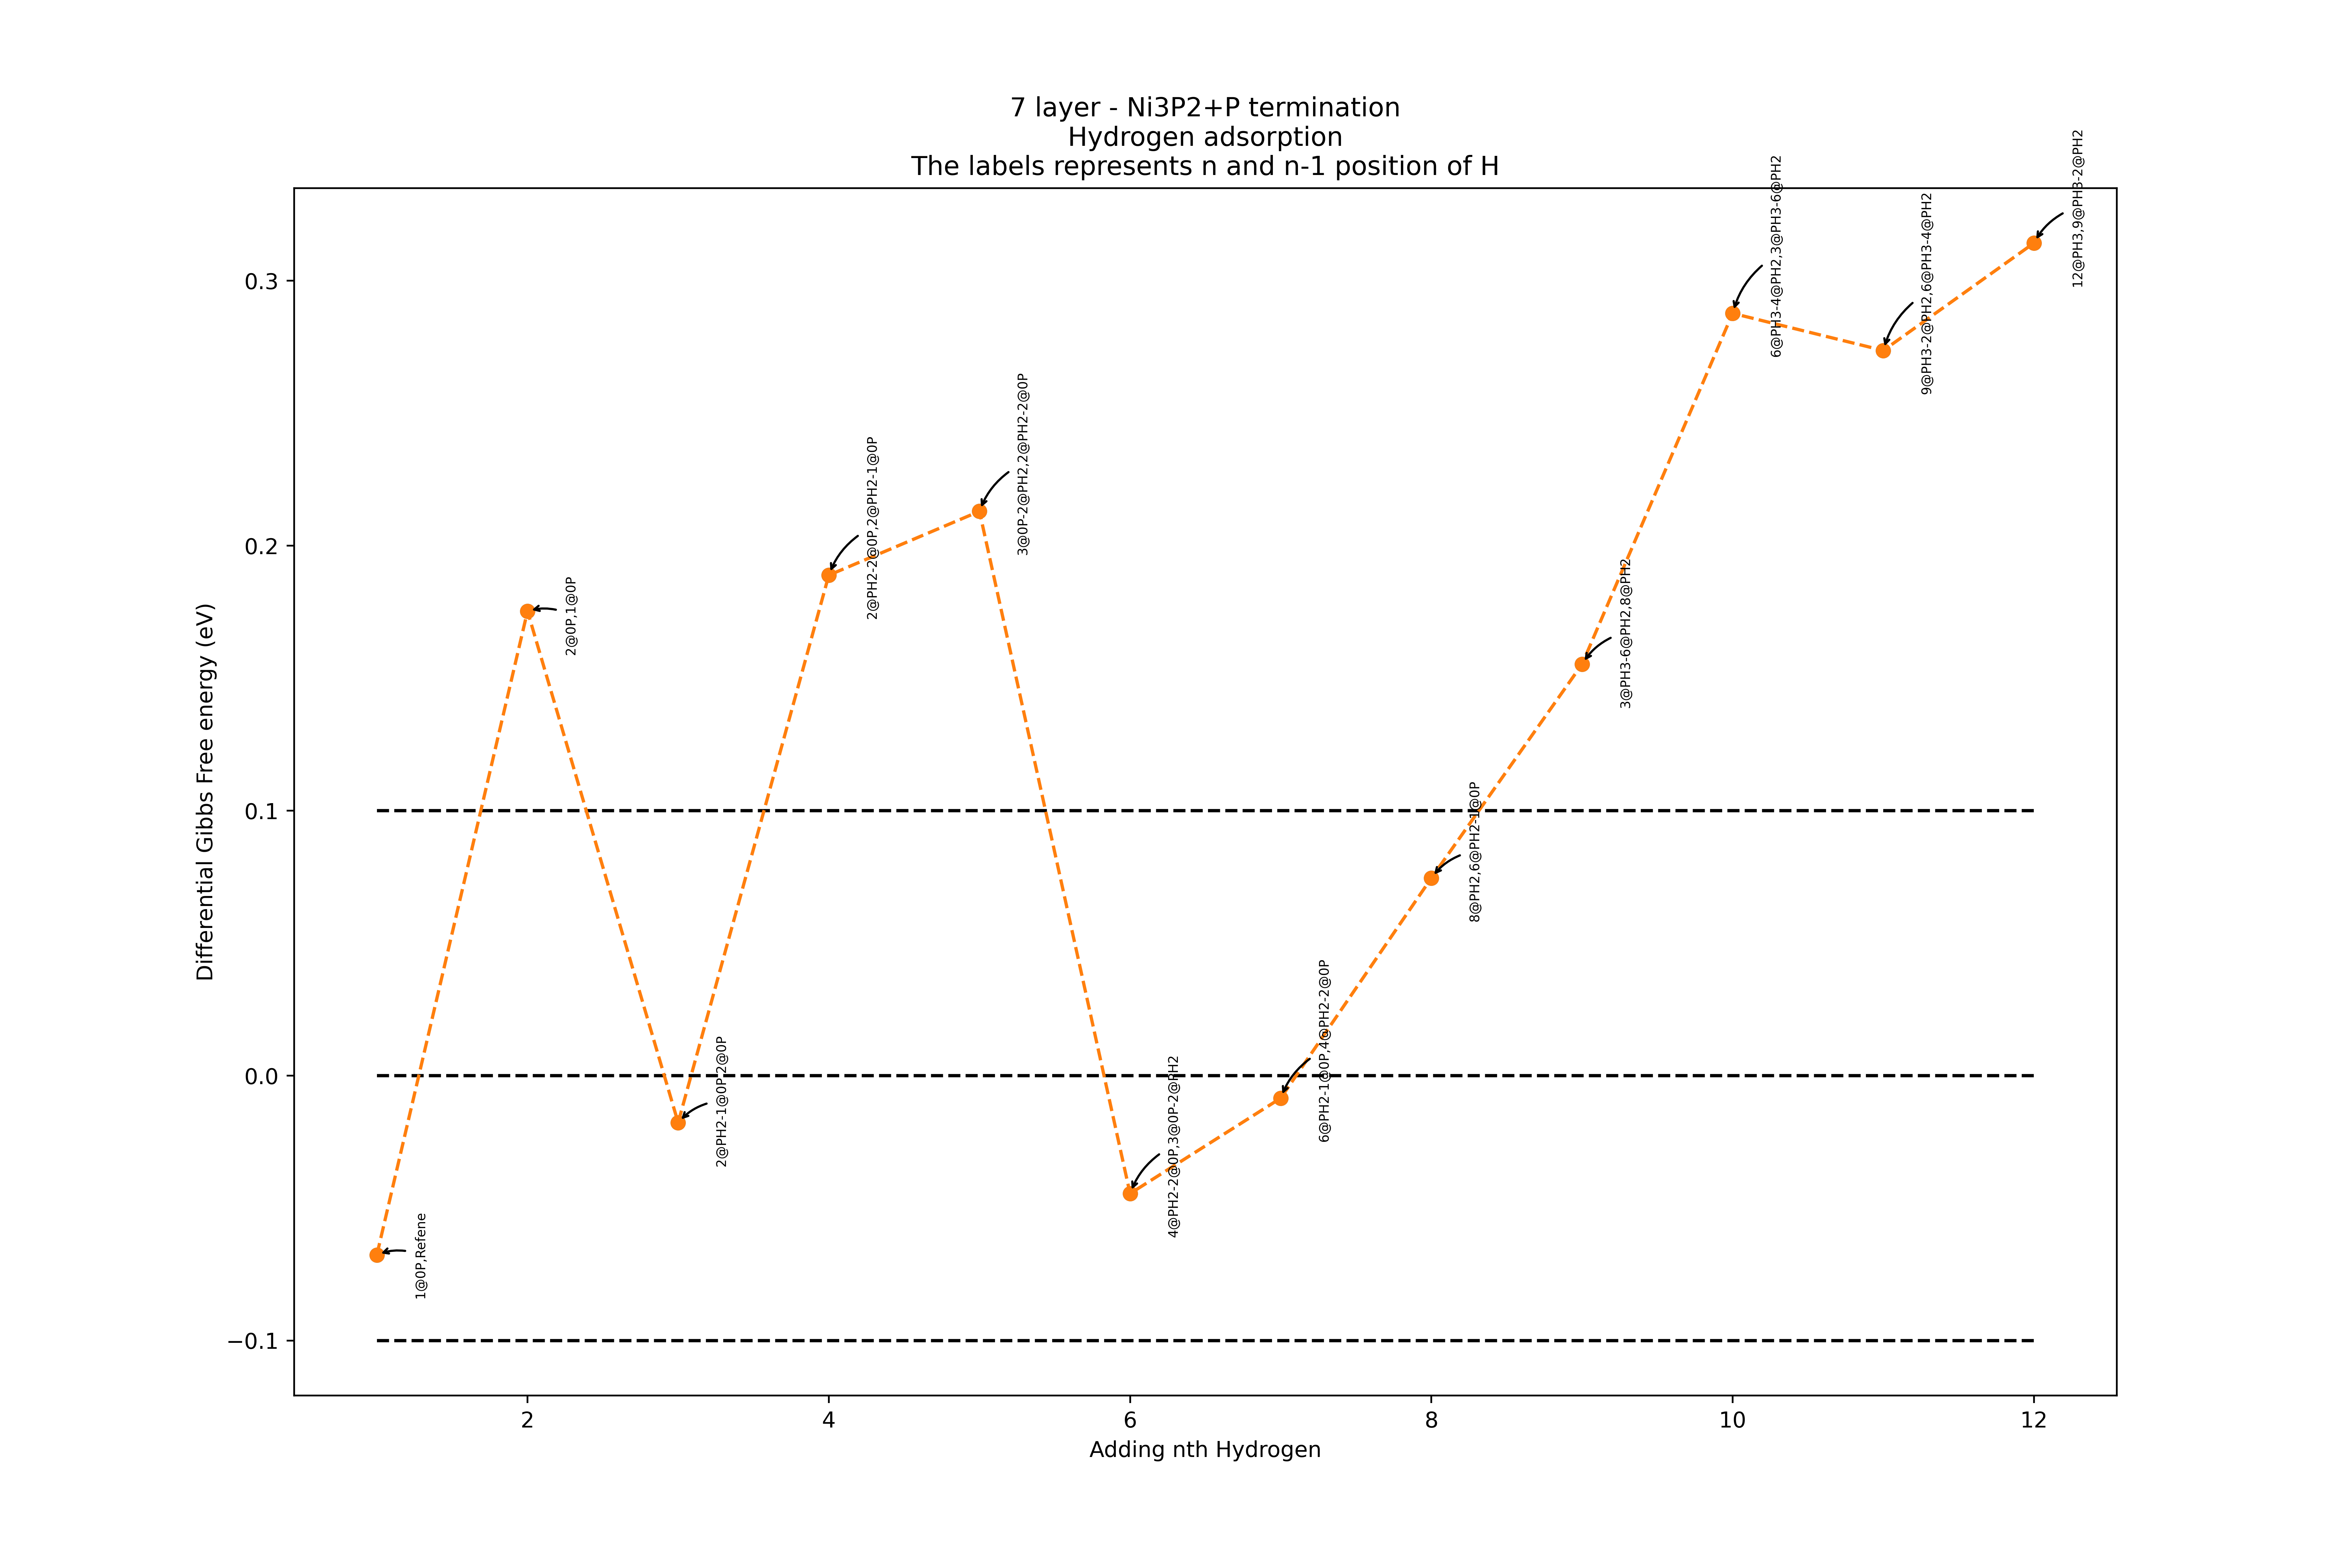 7 layer - Ni3P2+P termination
Hydrogen adsorption
The labels represents n and n-1 position of H
Differential Gibbs Free energy (eV)
0.3
0.2
0.1
0.0
−0.1
1@0P,Refene
2@0P,1@0P
2@PH2-1@0P,2@0P
2@PH2-2@0P,2@PH2-1@0P
3@0P-2@PH2,2@PH2-2@0P
4@PH2-2@0P,3@0P-2@PH2
6@PH2-1@0P,4@PH2-2@0P
8@PH2,6@PH2-1@0P
3@PH3-6@PH2,8@PH2
6@PH3-4@PH2,3@PH3-6@PH2
9@PH3-2@PH2,6@PH3-4@PH2
12@PH3,9@PH3-2@PH2
2
4
6
8
10
12
Adding nth Hydrogen